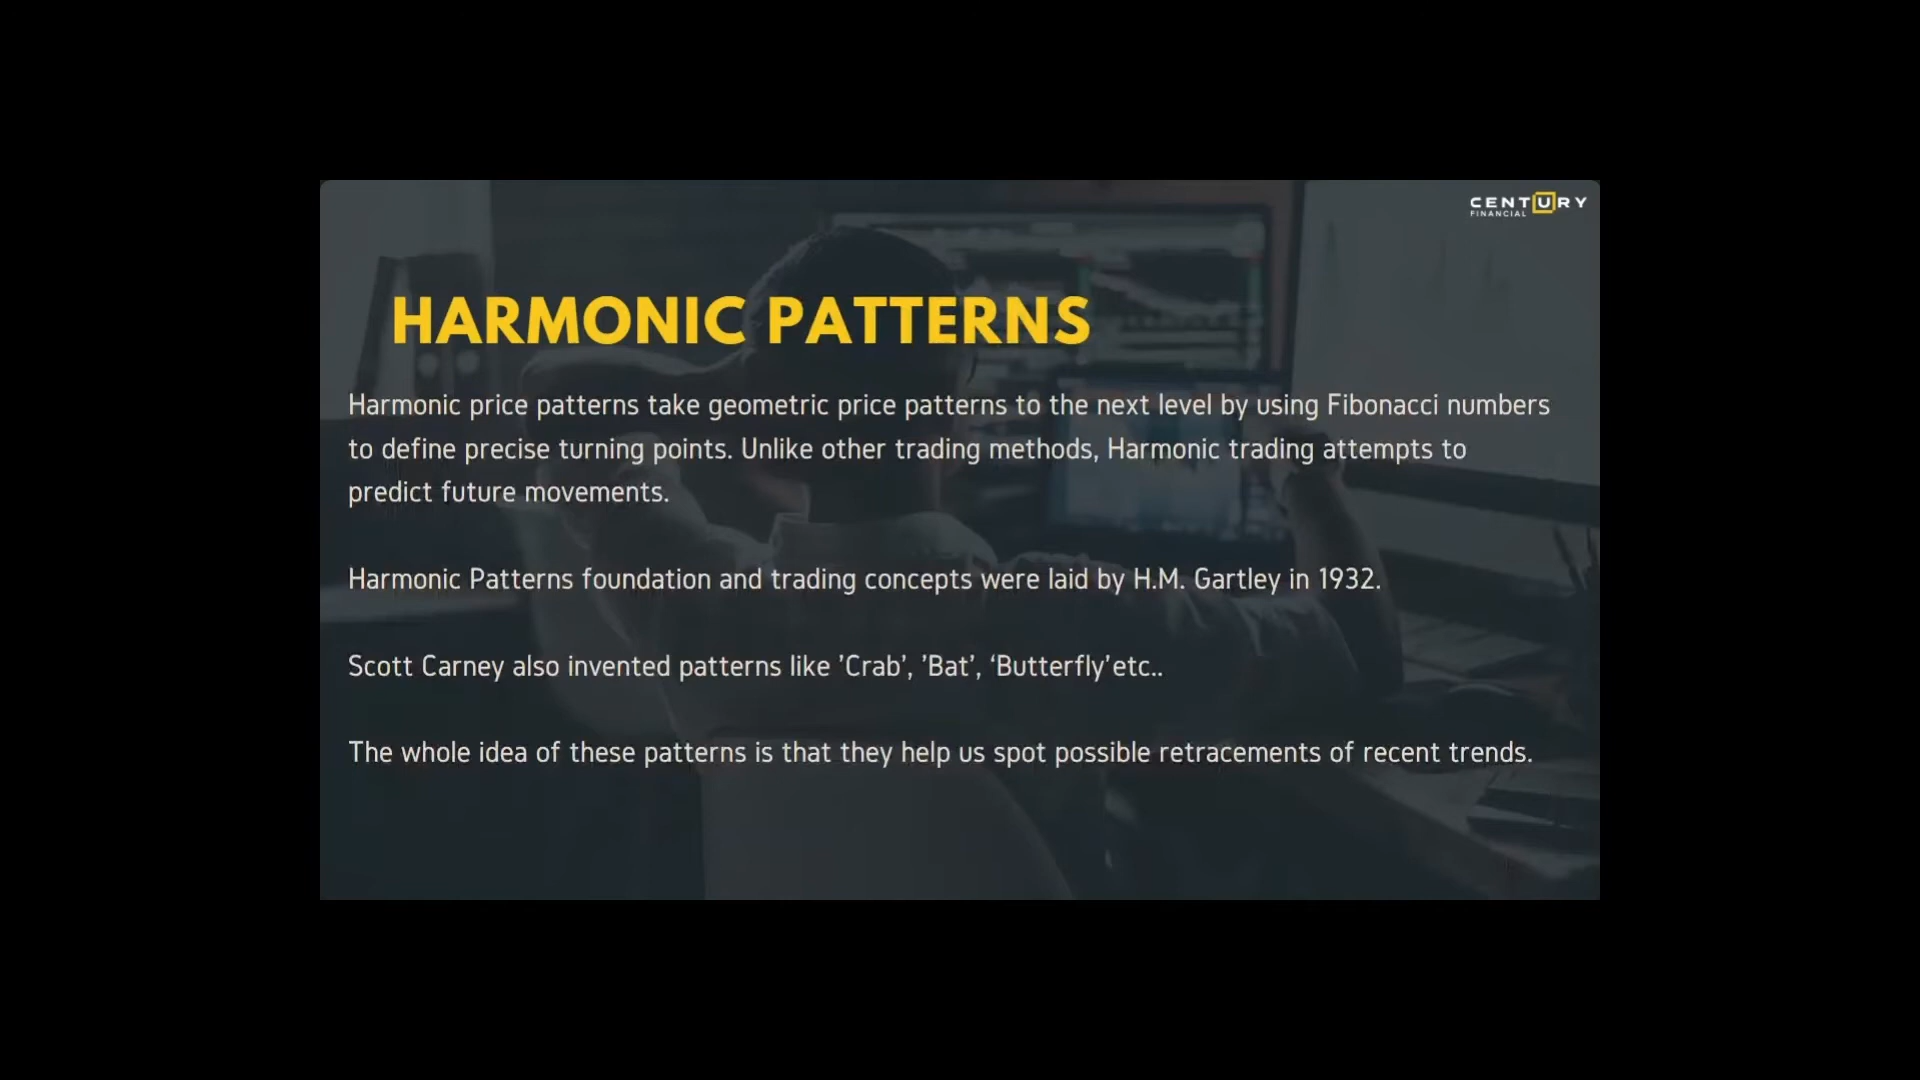 CENTURY
FINANCIAL
HARMONIC PATTERNS
Harmonic price patterns take geometric price patterns to the next level by using Fibonacci numbers
to define precise turning points. Unlike other trading methods, Harmonic trading attempts to
predict future movements.
Harmonic Patterns foundation and trading concepts were laid by H.M. Gartley in 1932.
Scott Carney also invented patterns like ’Crab’, ’Bat’, ‘Butterfly’etc..
The whole idea of these patterns is that they help us spot possible retracements of recent trends.